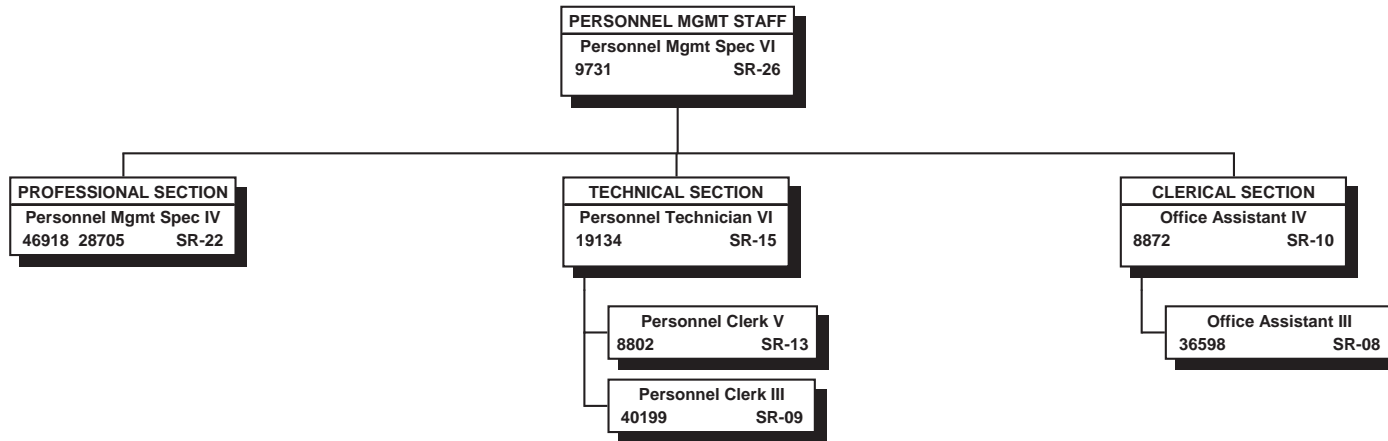 PERSONNEL MGMT STAFF
Personnel Mgmt Spec VI
9731 SR-26
PROFESSIONAL SECTION
Personnel Mgmt Spec IV
46918 28705 SR-22
TECHNICAL SECTION
Personnel Technician VI
19134 SR-15
Personnel Clerk V
8802 SR-13
Personnel Clerk III
40199 SR-09
CLERICAL SECTION
Office Assistant IV
8872 SR-10
Office Assistant III
36598 SR-08